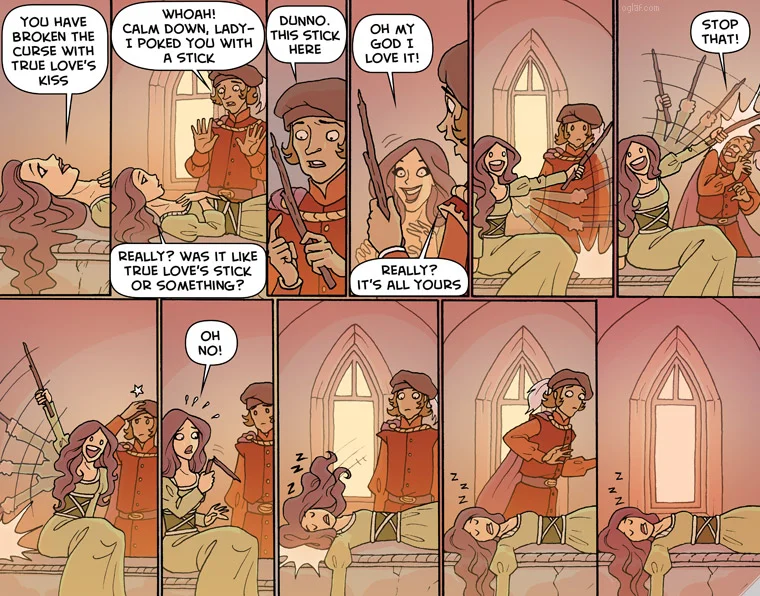 YOU HAVE
BROKEN THE
CURSE WITH
TRUE LOVE'S
KISS
WHOAH!
CALM DOWN, LADY-
I POKED YOU WITH
A STICK
REALLY? WAS IT LIKE
TRUE LOVE'S STICK
OR SOMETHING?
DUNNO.
THIS STICK
HERE
OH MY
GOD I
LOVE IT!
REALLY?
IT'S ALL YOURS
oglaf.com
STOP
THAT!
OH
NO!
z z z
z z z
z z z